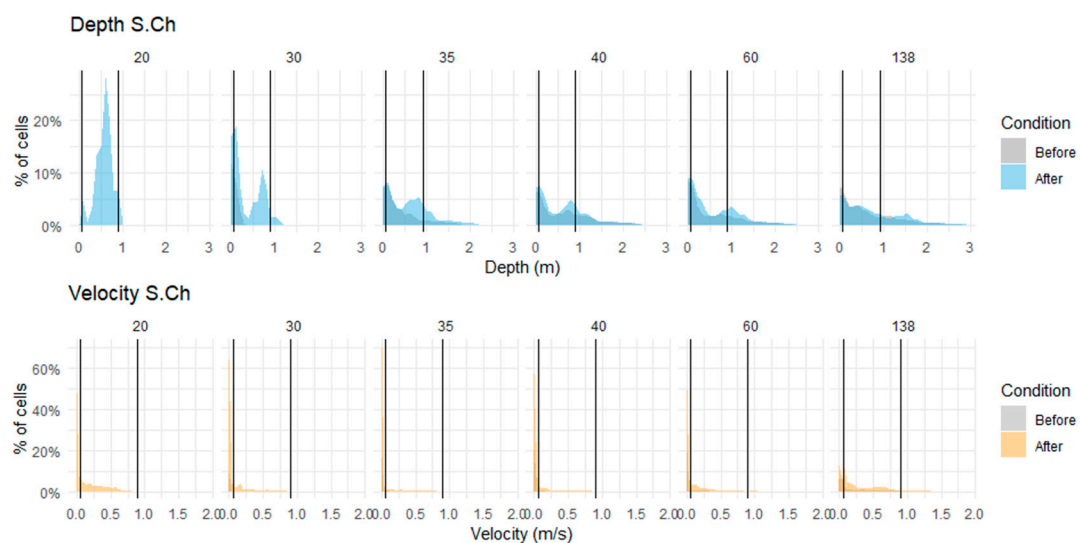 Depth S.Ch
20 30 35 40 60 138
% of cells
20%
10%
0%
0 1 2 3 0 1 2 3 0 1 2 3 0 1 2 3 0 1 2 3 0 1 2 3
Depth (m)
Condition
Before
After
Velocity S.Ch
20 30 35 40 60 138
% of cells
60%
40%
20%
0%
0.0 0.5 1.0 1.5 2.0 0.0 0.5 1.0 1.5 2.0 0.0 0.5 1.0 1.5 2.0 0.0 0.5 1.0 1.5 2.0 0.0 0.5 1.0 1.5 2.0 0.0 0.5 1.0 1.5 2.0
Velocity (m/s)
Condition
Before
After